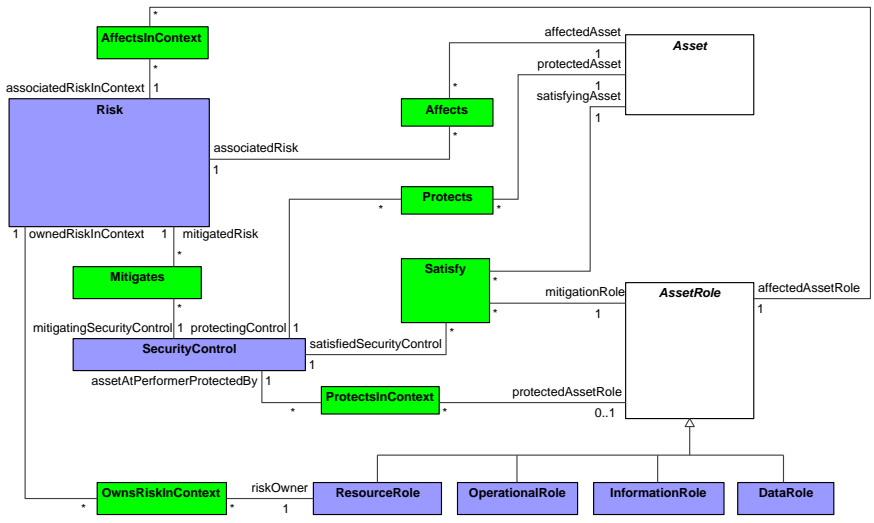 *
AffectsInContext
*
associatedRiskInContext 1
affectedAsset
1
Asset
protectedAsset
1
satisfyingAsset
1
*
Risk
Affects
*
associatedRisk
1
Protects
*
*
1 ownedRiskInContext
1 mitigatedRisk
*
Mitigates
*
Satisfy
*
mitigationRole
*
1
AssetRole
affectedAssetRole
1
mitigatingSecurityControl 1
protectingControl 1
*
SecurityControl
satisfiedSecurityControl
1
assetAtPerformerProtectedBy 1
*
ProtectsInContext
*
protectedAssetRole
0..1
OwnsRiskInContext
*
*
riskOwner
1
ResourceRole
OperationalRole
InformationRole
DataRole